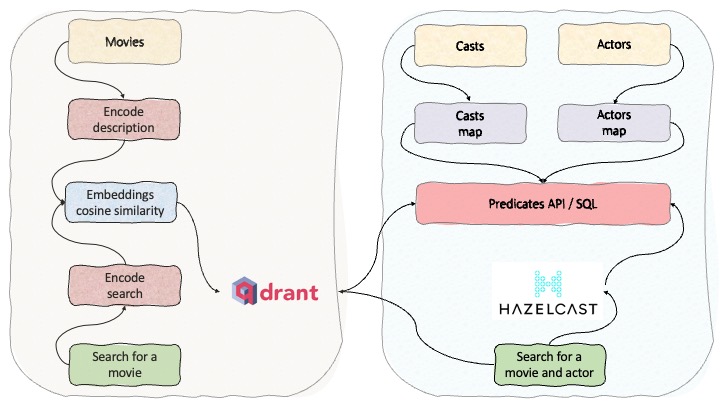 Movies
Encode
description
Embeddings
cosine similarity
Encode
search
Search for a
movie
qdrant
Casts
Actors
Casts
map
Actors
map
Predicates API / SQL
HAZELCAST
Search for a
movie and actor